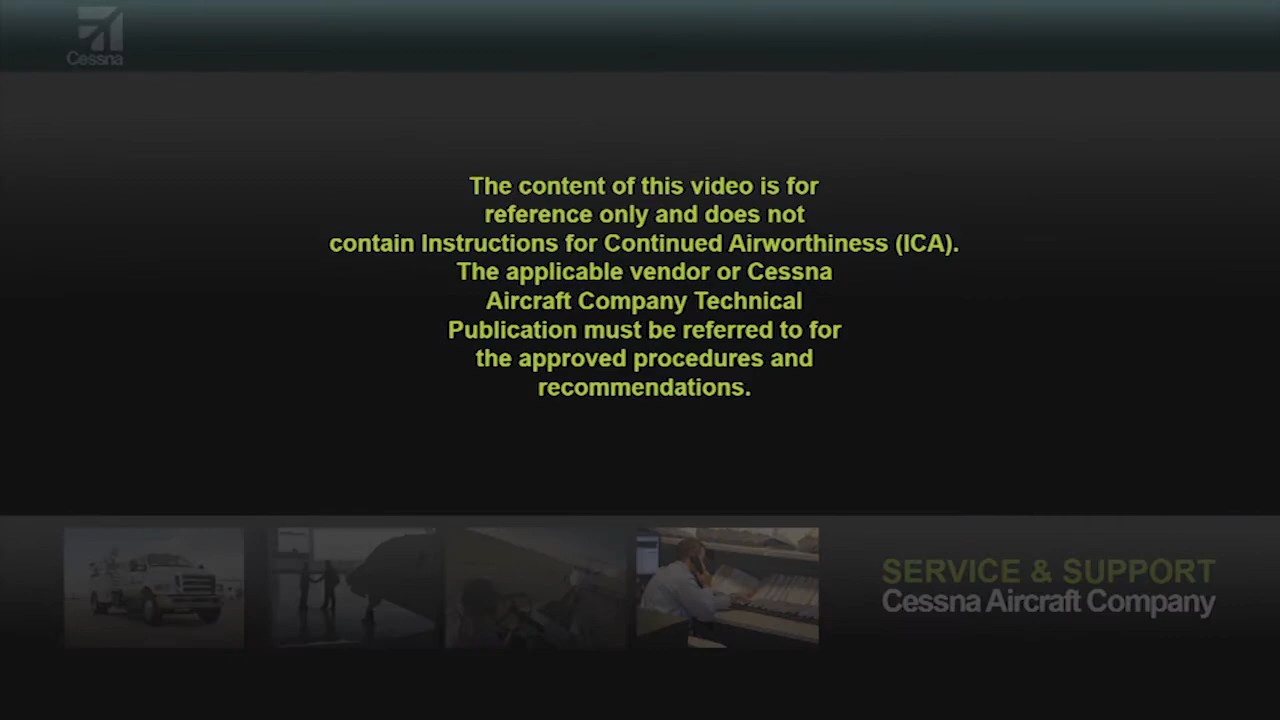 Cessna
The content of this video is for
reference only and does not
contain Instructions for Continued Airworthiness (ICA).
The applicable vendor or Cessna
Aircraft Company Technical
Publication must be referred to for
the approved procedures and
recommendations.
SERVICE & SUPPORT
Cessna Aircraft Company